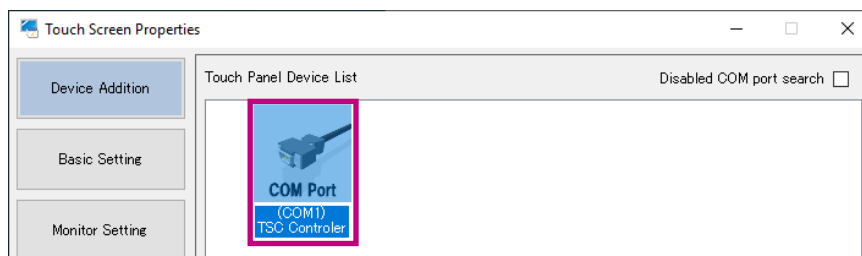 Touch Screen Properties
Device Addition
Touch Panel Device List
Disabled COM port search
Basic Setting
COM Port
(COM1)
TSC Controler
Monitor Setting